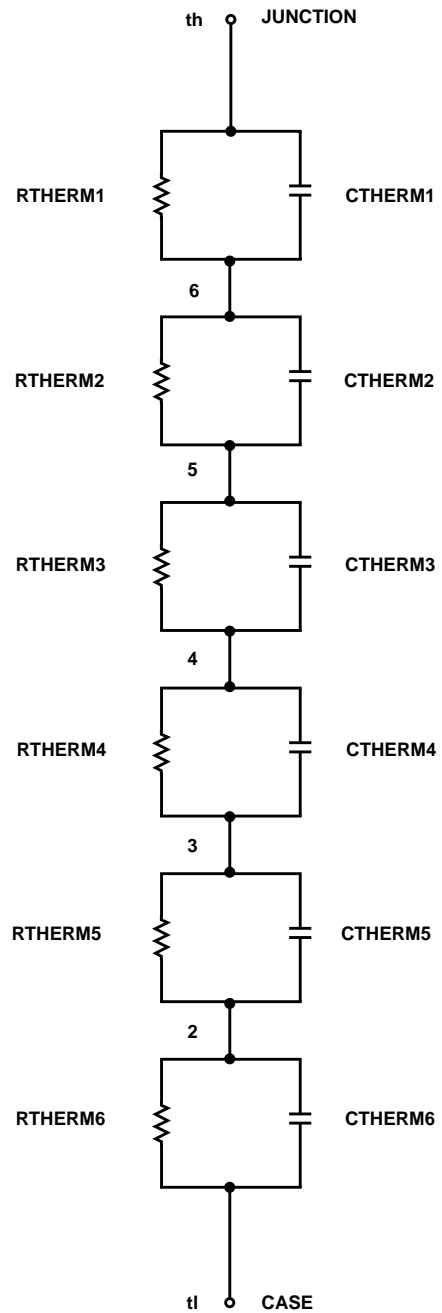 th JUNCTION
RTHERM1 CTHERM1
6
RTHERM2 CTHERM2
5
RTHERM3 CTHERM3
4
RTHERM4 CTHERM4
3
RTHERM5 CTHERM5
2
RTHERM6 CTHERM6
tl CASE